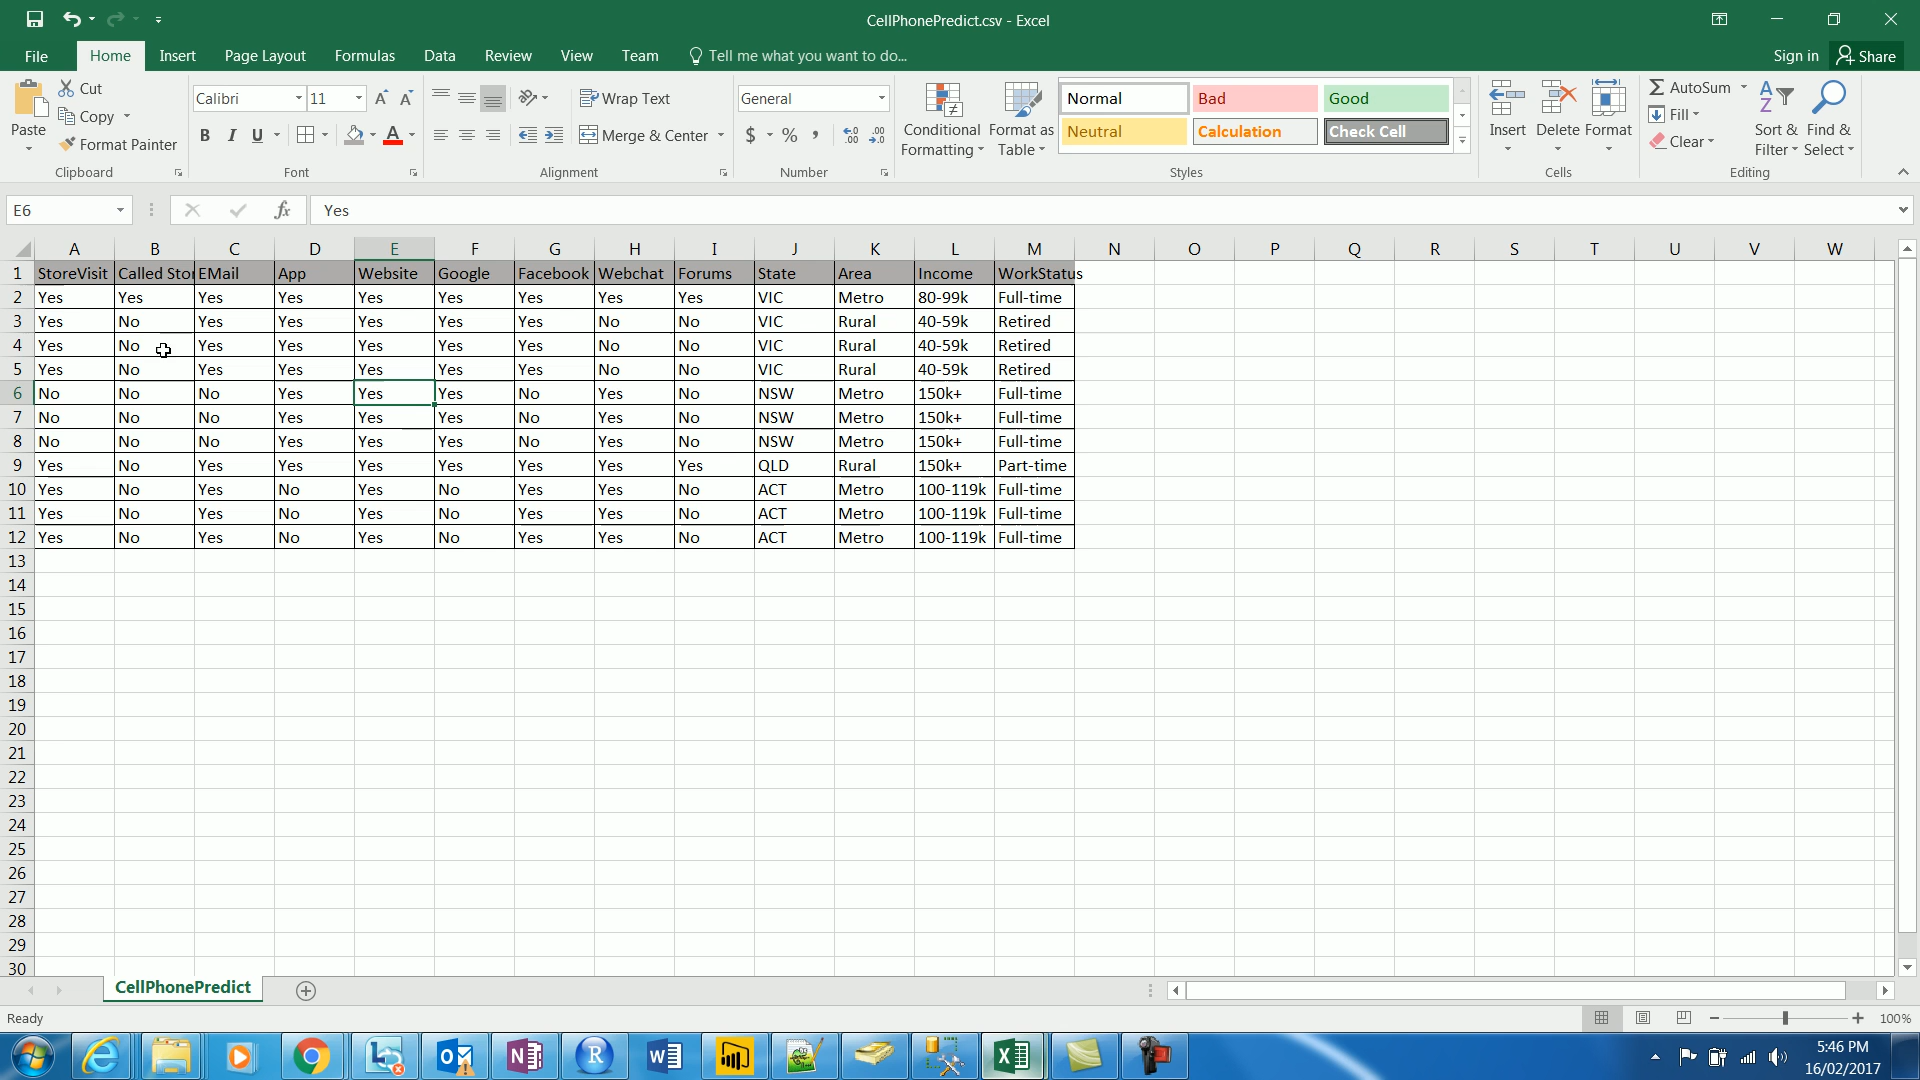 CellPhonePredict.csv - Excel
File Home Insert Page Layout Formulas Data Review View Team Tell me what you want to do... Sign in Share
Paste Cut Copy Format Painter Clipboard
Calibri 11 B I U A Font
Wrap Text Merge & Center Alignment
General $ % , Number
Conditional Formatting Format as Table
Normal Bad Good
Neutral Calculation Check Cell
Styles
Insert Delete Format Cells
AutoSum Fill Clear Sort & Filter Find & Select Editing
E6 fx Yes
A B C D E F G H I J K L M N O P Q R S T U V W
1 StoreVisit Called Stor EMail App Website Google Facebook Webchat Forums State Area Income WorkStatus
2 Yes Yes Yes Yes Yes Yes Yes Yes Yes VIC Metro 80-99k Full-time
3 Yes No Yes Yes Yes Yes Yes No No VIC Rural 40-59k Retired
4 Yes No Yes Yes Yes Yes Yes No No VIC Rural 40-59k Retired
5 Yes No Yes Yes Yes Yes Yes No No VIC Rural 40-59k Retired
6 No No No Yes Yes Yes No Yes No NSW Metro 150k+ Full-time
7 No No No Yes Yes Yes No Yes No NSW Metro 150k+ Full-time
8 No No No Yes Yes Yes No Yes No NSW Metro 150k+ Full-time
9 Yes No Yes Yes Yes Yes Yes Yes Yes QLD Rural 150k+ Part-time
10 Yes No Yes No Yes No Yes Yes No ACT Metro 100-119k Full-time
11 Yes No Yes No Yes No Yes Yes No ACT Metro 100-119k Full-time
12 Yes No Yes No Yes No Yes Yes No ACT Metro 100-119k Full-time
13
14
15
16
17
18
19
20
21
22
23
24
25
26
27
28
29
30
CellPhonePredict
Ready 100%
5:46 PM
16/02/2017